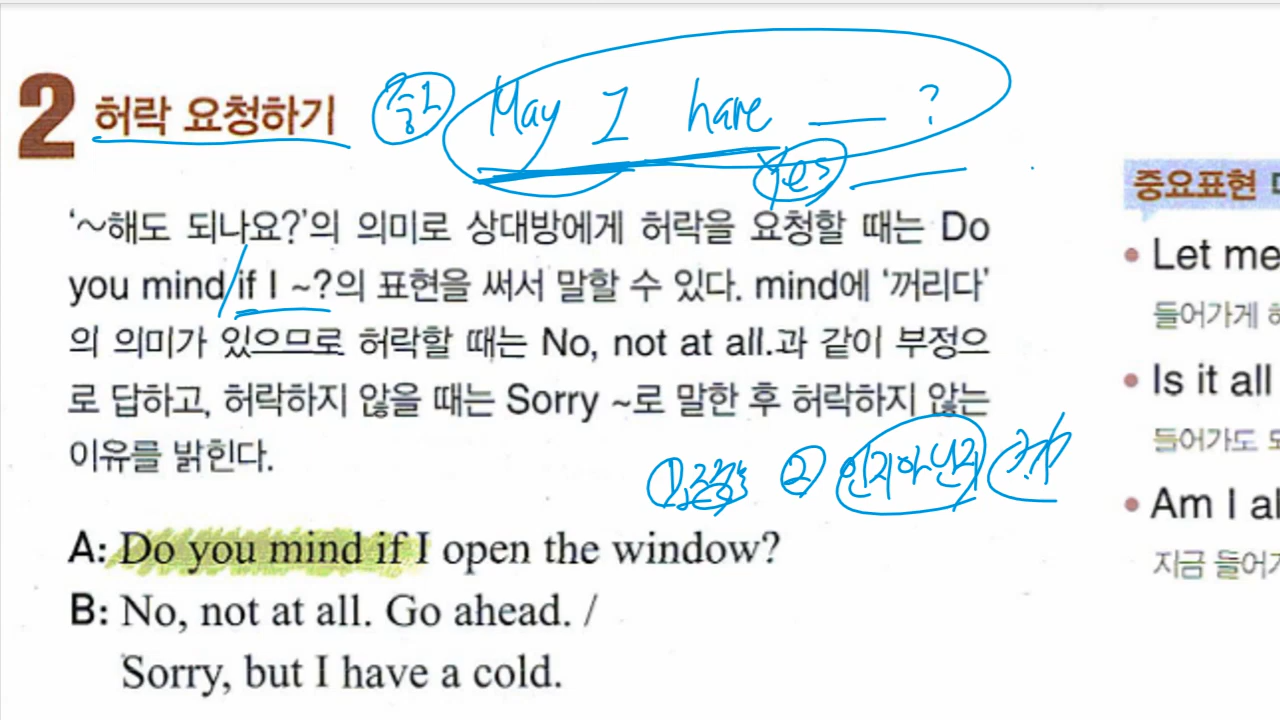 2 허락 요청하기 May I have ___ ?
Yes ___
'~해도 되나요?'의 의미로 상대방에게 허락을 요청할 때는 Do
you mind if I ~?의 표현을 써서 말할 수 있다. mind에 '꺼리다'
의 의미가 있으므로 허락할 때는 No, not at all.과 같이 부정으
로 답하고, 허락하지 않을 때는 Sorry ~로 말한 후 허락하지 않는
이유를 밝힌다.
② 인지아닌지
A: Do you mind if I open the window?
B: No, not at all. Go ahead. /
Sorry, but I have a cold.
중요표현
• Let me
들어가게
• Is it all
들어가도
• Am I al
지금 들어가